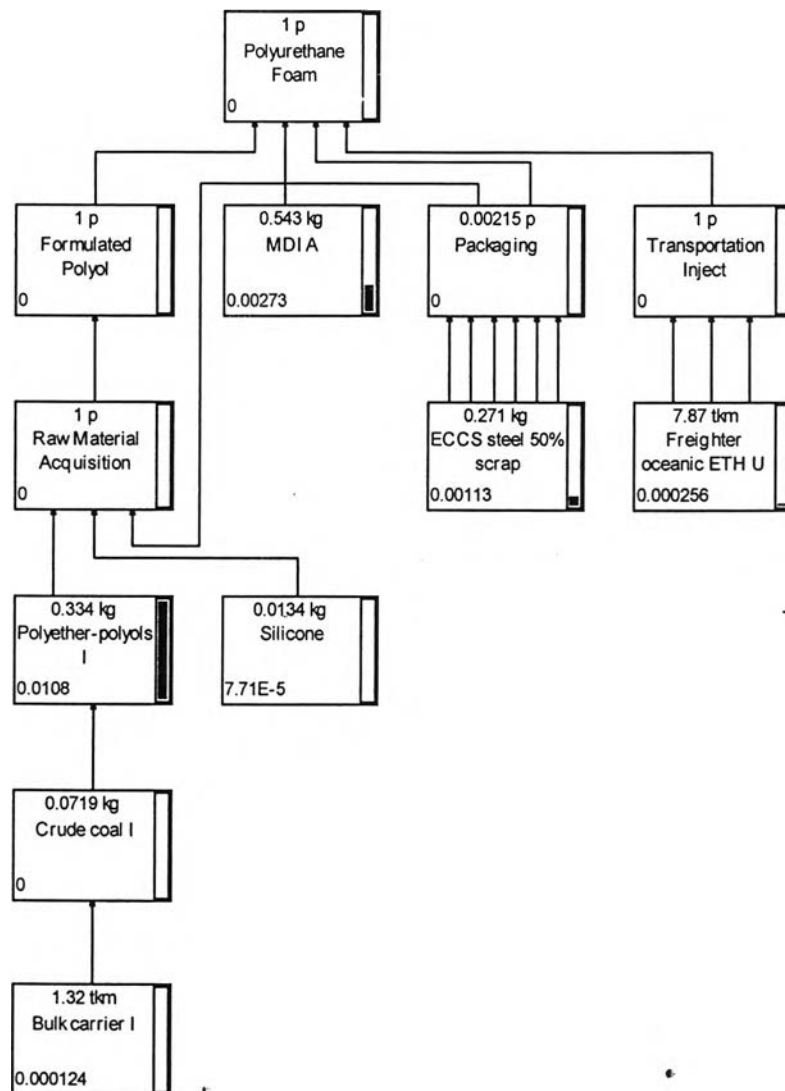 1 p
Polyurethane
Foam
0
1 p
Formulated
Polyol
0
0.543 kg
MDI A
0.00273
0.00215 p
Packaging
0
1 p
Transportation
Inject
0
1 p
Raw Material
Acquisition
0
0.271 kg
ECCS steel 50%
scrap
0.00113
7.87 tkm
Freighter
oceanic ETH U
0.000256
0.334 kg
Polyether-polyols
I
0.0108
0.0134 kg
Silicone
7.71E-5
0.0719 kg
Crude coal I
0
1.32 tkm
Bulk carrier I
0.000124